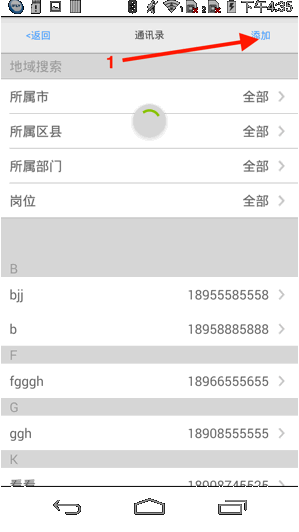 下午4:35
<返回 通讯录 添加
1
地域搜索
所属市 全部
所属区县 全部
所属部门 全部
岗位 全部
B
bjj 18955585558
b 18958885888
F
fgggh 18966555655
G
ggh 18908555555
K
看看 18908745525